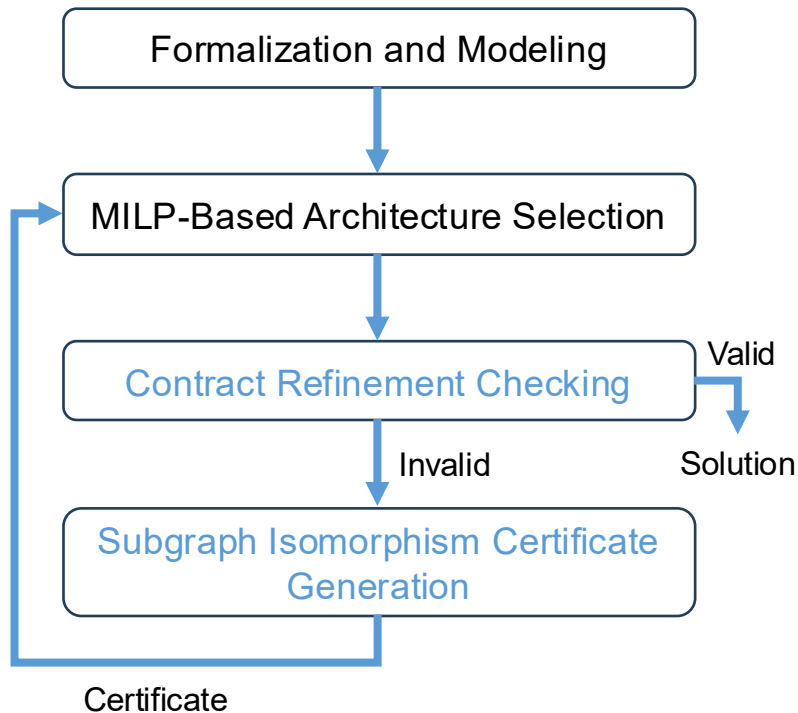 Formalization and Modeling
MILP-Based Architecture Selection
Contract Refinement Checking
Valid
Solution
Invalid
Subgraph Isomorphism Certificate
Generation
Certificate